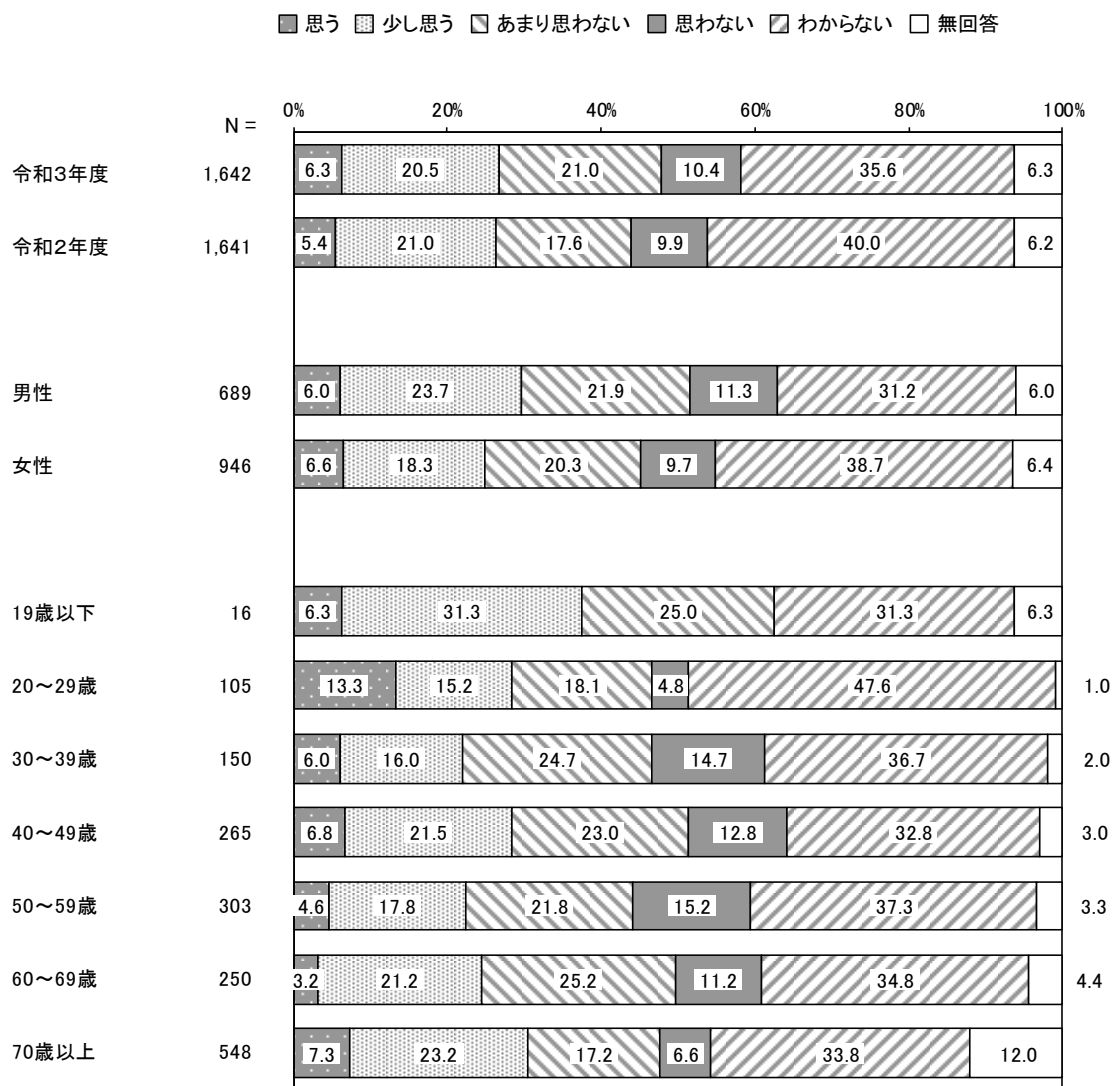 思う 少し思う あまり思わない 思わない わからない 無回答
0% 20% 40% 60% 80% 100%
N =
令和3年度 1,642 6.3 20.5 21.0 10.4 35.6 6.3
令和2年度 1,641 5.4 21.0 17.6 9.9 40.0 6.2
男性 689 6.0 23.7 21.9 11.3 31.2 6.0
女性 946 6.6 18.3 20.3 9.7 38.7 6.4
19歳以下 16 6.3 31.3 25.0 31.3 6.3
20～29歳 105 13.3 15.2 18.1 4.8 47.6 1.0
30～39歳 150 6.0 16.0 24.7 14.7 36.7 2.0
40～49歳 265 6.8 21.5 23.0 12.8 32.8 3.0
50～59歳 303 4.6 17.8 21.8 15.2 37.3 3.3
60～69歳 250 3.2 21.2 25.2 11.2 34.8 4.4
70歳以上 548 7.3 23.2 17.2 6.6 33.8 12.0